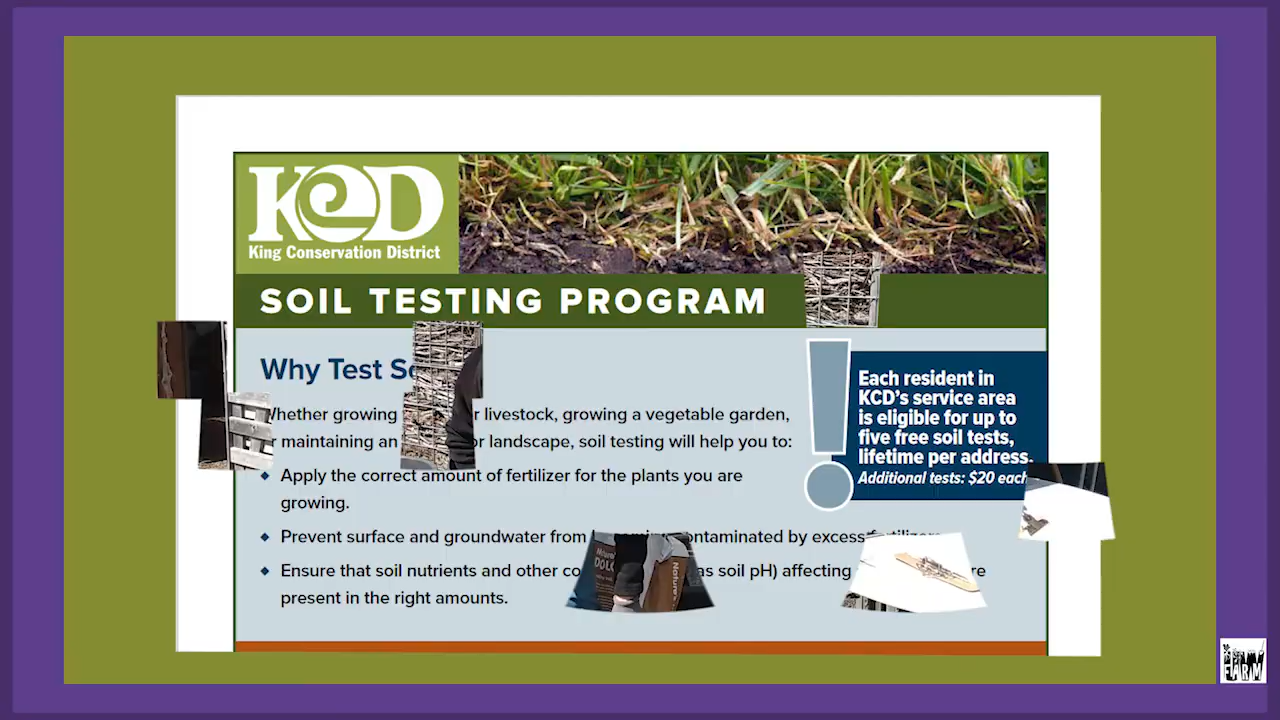 KCD
King Conservation District
SOIL TESTING PROGRAM
Why Test
Whether growing livestock, growing a vegetable garden,
maintaining an landscape, soil testing will help you to:
Apply the correct amount of fertilizer for the plants you are
growing.
Prevent surface and groundwater from contaminated by excess
Ensure that soil nutrients and other as soil pH) affecting
present in the right amounts.
!
Each resident in
KCD's service area
is eligible for up to
five free soil tests,
lifetime per address.
Additional tests: $20 each
FARM